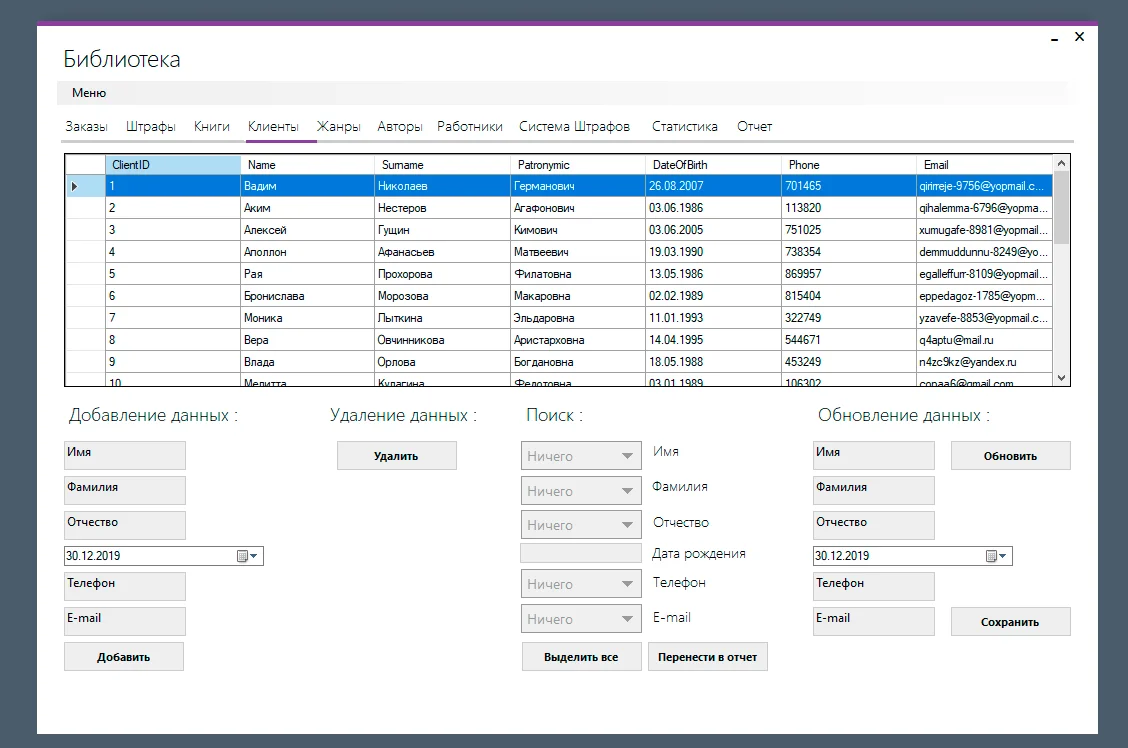 Библиотека
Меню
Заказы Штрафы Книги Клиенты Жанры Авторы Работники Система Штрафов Статистика Отчет
ClientID Name Surname Patronymic DateOfBirth Phone Email
1 Вадим Николаев Германович 26.08.2007 701465 qirirreje-9756@yopmail.c...
2 Аким Нестеров Агафонович 03.06.1986 113820 qihalemma-6796@yopma...
3 Алексей Гущин Кимович 03.06.2005 751025 xumugafe-8981@yopmail...
4 Аполлон Афанасьев Матвеевич 19.03.1990 738354 demmuddunnu-8249@yo...
5 Рая Прохорова Филатовна 13.05.1986 869957 egalleffurr-8109@yopmail...
6 Бронислава Морозова Макаровна 02.02.1989 815404 eppedagoz-1785@yopm...
7 Моника Лыткина Эльдаровна 11.01.1993 322749 yzavefe-8853@yopmail.c...
8 Вера Овчинникова Аристарховна 14.04.1995 544671 q4aptu@mail.ru
9 Влада Орлова Богдановна 18.05.1988 453249 n4zc9kz@yandex.ru
10 Мелитта Кулагина Федотовна 03.01.1989 106302 copaa6@gmail.com
Добавление данных : Удаление данных : Поиск : Обновление данных :
Имя Удалить Ничего Имя Имя Обновить
Фамилия Ничего Фамилия Фамилия
Отчество Ничего Отчество Отчество
30.12.2019 Дата рождения 30.12.2019
Телефон Ничего Телефон Телефон
E-mail Ничего E-mail E-mail Сохранить
Добавить Выделить все Перенести в отчет